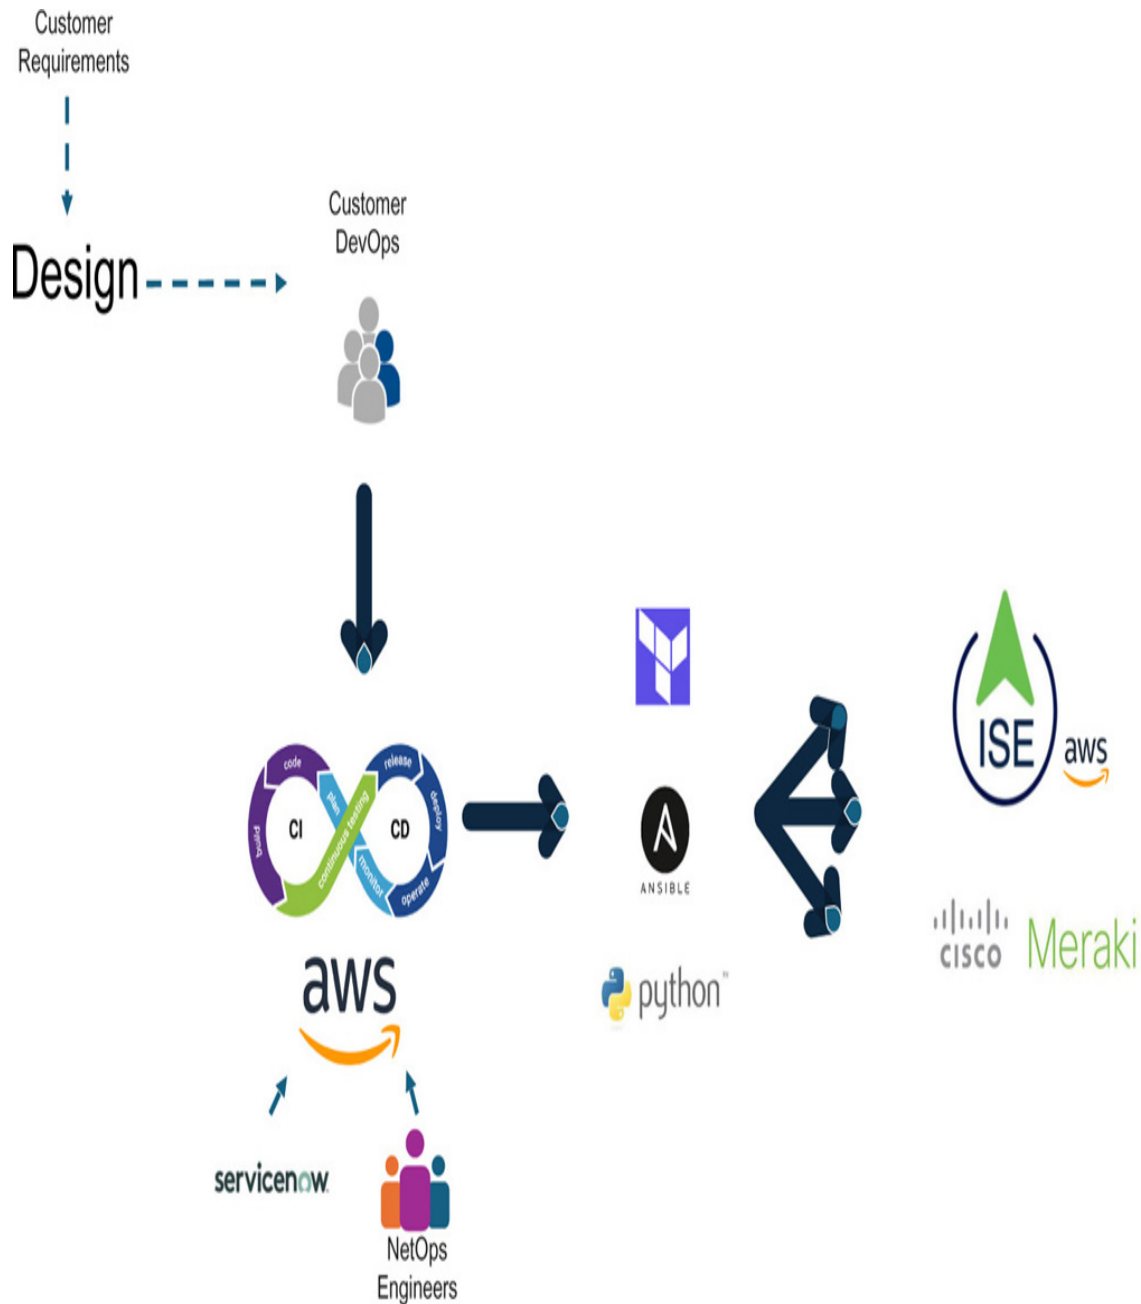 Customer
Requirements
Design
Customer
DevOps
code
build
plan
continuous testing
CI
CD
release
deploy
operate
monitor
aws
servicenow
NetOps
Engineers
ANSIBLE
python
ISE
aws
CISCO
Meraki